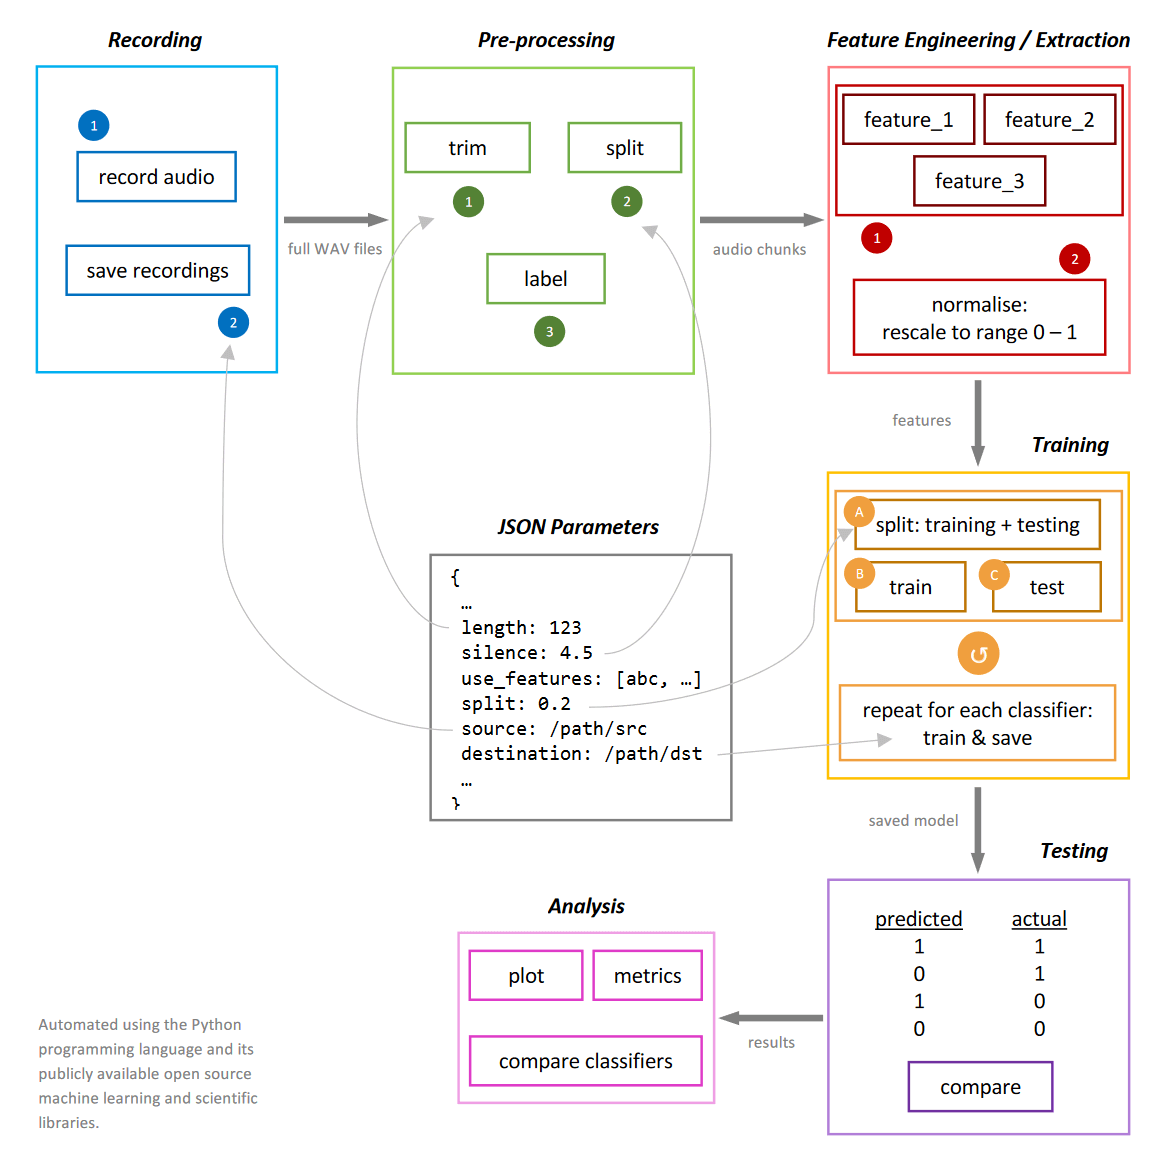 Recording
1
record audio
save recordings
2
full WAV files
Pre-processing
trim
split
1
2
label
3
audio chunks
Feature Engineering / Extraction
feature_1
feature_2
feature_3
1
2
normalise:
rescale to range 0 – 1
features
Training
A
split: training + testing
B
train
C
test
↺
repeat for each classifier:
train & save
JSON Parameters
{
…
length: 123
silence: 4.5
use_features: [abc, …]
split: 0.2
source: /path/src
destination: /path/dst
…
}
saved model
Testing
predicted actual
1 1
0 1
1 0
0 0
compare
results
Analysis
plot
metrics
compare classifiers
Automated using the Python
programming language and its
publicly available open source
machine learning and scientific
libraries.